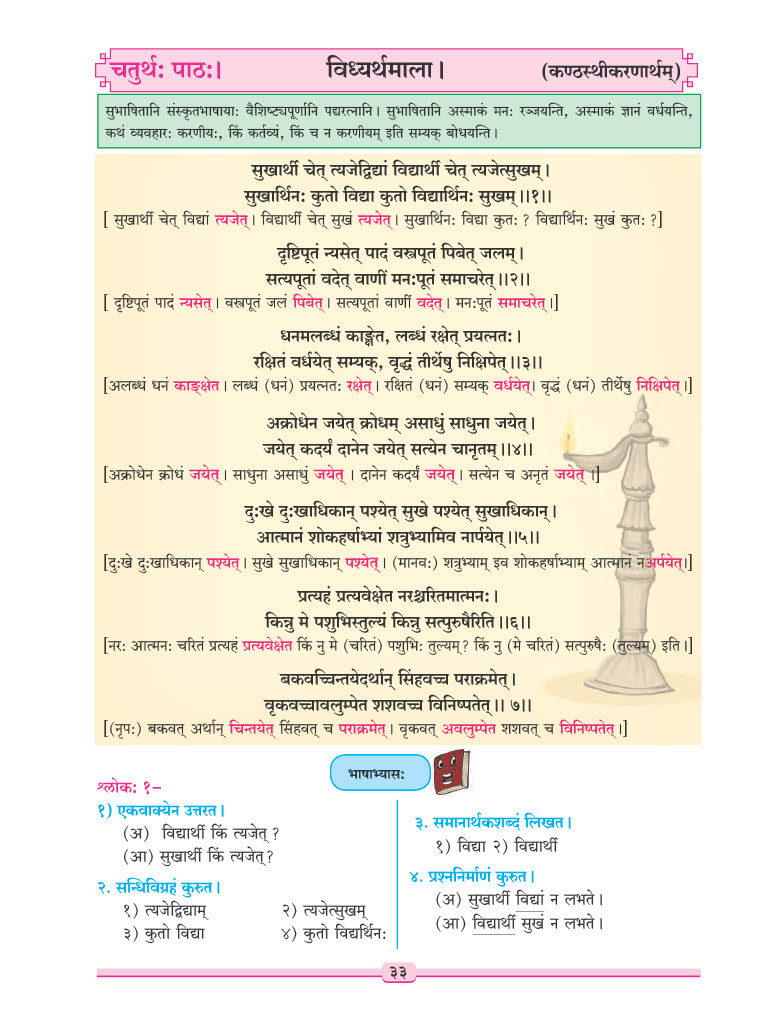 चतुर्थ: पाठ:।
विध्यर्थमाला।
(कण्ठस्थीकरणार्थम्)
सुभाषितानि संस्कृतभाषाया: वैशिष्ट्यपूर्णानि पद्यरत्नानि। सुभाषितानि अस्माकं मन: रञ्जयन्ति, अस्माकं ज्ञानं वर्धयन्ति,
कथं व्यवहार: करणीय:, किं कर्तव्यं, किं च न करणीयम् इति सम्यक् बोधयन्ति।
सुखार्थी चेत् त्यजेद्विद्यां विद्यार्थी चेत् त्यजेत्सुखम्।
सुखार्थिन: कुतो विद्या कुतो विद्यार्थिन: सुखम्।।१।।
[ सुखार्थी चेत् विद्यां त्यजेत्। विद्यार्थी चेत् सुखं त्यजेत्। सुखार्थिन: विद्या कुत: ? विद्यार्थिन: सुखं कुत: ?]
दृष्टिपूतं न्यसेत् पादं वस्त्रपूतं पिबेत् जलम्।
सत्यपूतां वदेत् वाणीं मन:पूतं समाचरेत्।।२।।
[ दृष्टिपूतं पादं न्यसेत्। वस्त्रपूतं जलं पिबेत्। सत्यपूतां वाणीं वदेत्। मन:पूतं समाचरेत्।]
धनमलब्धं काङ्क्षेत, लब्धं रक्षेत् प्रयत्नत:।
रक्षितं वर्धयेत् सम्यक्, वृद्धं तीर्थेषु निक्षिपेत्।।३।।
[अलब्धं धनं काङ्क्षेत। लब्धं (धनं) प्रयत्नत: रक्षेत्। रक्षितं (धनं) सम्यक् वर्धयेत्। वृद्धं (धनं) तीर्थेषु निक्षिपेत्।]
अक्रोधेन जयेत् क्रोधम् असाधुं साधुना जयेत्।
जयेत् कदर्यं दानेन जयेत् सत्येन चानृतम्।।४।।
[अक्रोधेन क्रोधं जयेत्। साधुना असाधुं जयेत् । दानेन कदर्यं जयेत्। सत्येन च अनृतं जयेत् ।]
दु:खे दु:खाधिकान् पश्येत् सुखे पश्येत् सुखाधिकान्।
आत्मानं शोकहर्षाभ्यां शत्रुभ्यामिव नार्पयेत्।।५।।
[दु:खे दु:खाधिकान् पश्येत्। सुखे सुखाधिकान् पश्येत्। (मानव:) शत्रुभ्याम् इव शोकहर्षाभ्याम् आत्मानं नअर्पयेत्।]
प्रत्यहं प्रत्यवेक्षेत नरश्चरितमात्मन:।
किन्नु मे पशुभिस्तुल्यं किन्नु सत्पुरुषैरिति।।६।।
[नर: आत्मन: चरितं प्रत्यहं प्रत्यवेक्षेत किं नु मे (चरितं) पशुभि: तुल्यम्? किं नु (मे चरितं) सत्पुरुषै: (तुल्यम्) इति।]
बकवच्चिन्तयेदर्थान् सिंहवच्च पराक्रमेत्।
वृकवच्चावलुम्पेत शशवच्च विनिष्पतेत्।। ७।।
[(नृप:) बकवत् अर्थान् चिन्तयेत् सिंहवत् च पराक्रमेत्। वृकवत् अवलुम्पेत शशवत् च विनिष्पतेत्।]
भाषाभ्यास:
श्लोक: १–
१) एकवाक्येन उत्तरत।
(अ) विद्यार्थी किं त्यजेत् ?
(आ) सुखार्थी किं त्यजेत्?
२. सन्धिविग्रहं कुरुत।
१) त्यजेद्विद्याम् २) त्यजेत्सुखम्
३) कुतो विद्या ४) कुतो विद्यर्थिन:
३. समानार्थकशब्दं लिखत।
१) विद्या २) विद्यार्थी
४. प्रश्ननिर्माणं कुरुत।
(अ) सुखार्थी विद्यां न लभते।
(आ) विद्यार्थी सुखं न लभते।
३३